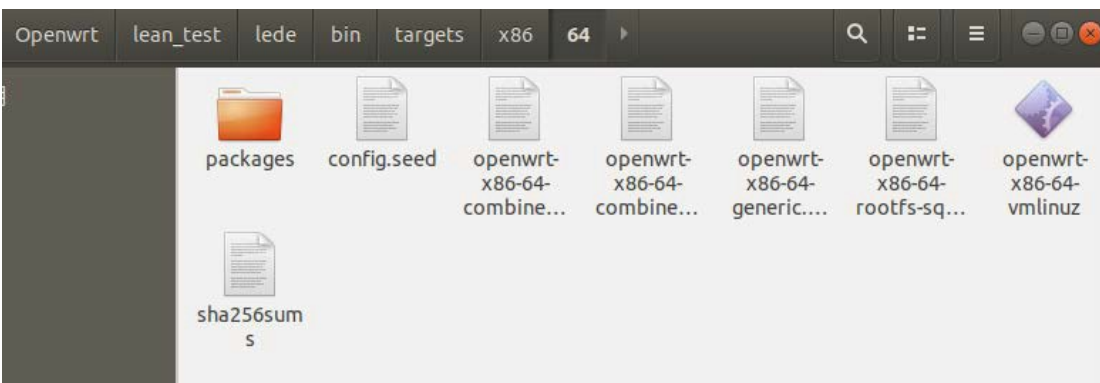 Openwrt lean_test lede bin targets x86 64
packages config.seed openwrt- openwrt- openwrt- openwrt- openwrt-
x86-64- x86-64- x86-64- x86-64- x86-64-
combine... combine... generic.... rootfs-sq... vmlinuz
sha256sum
s